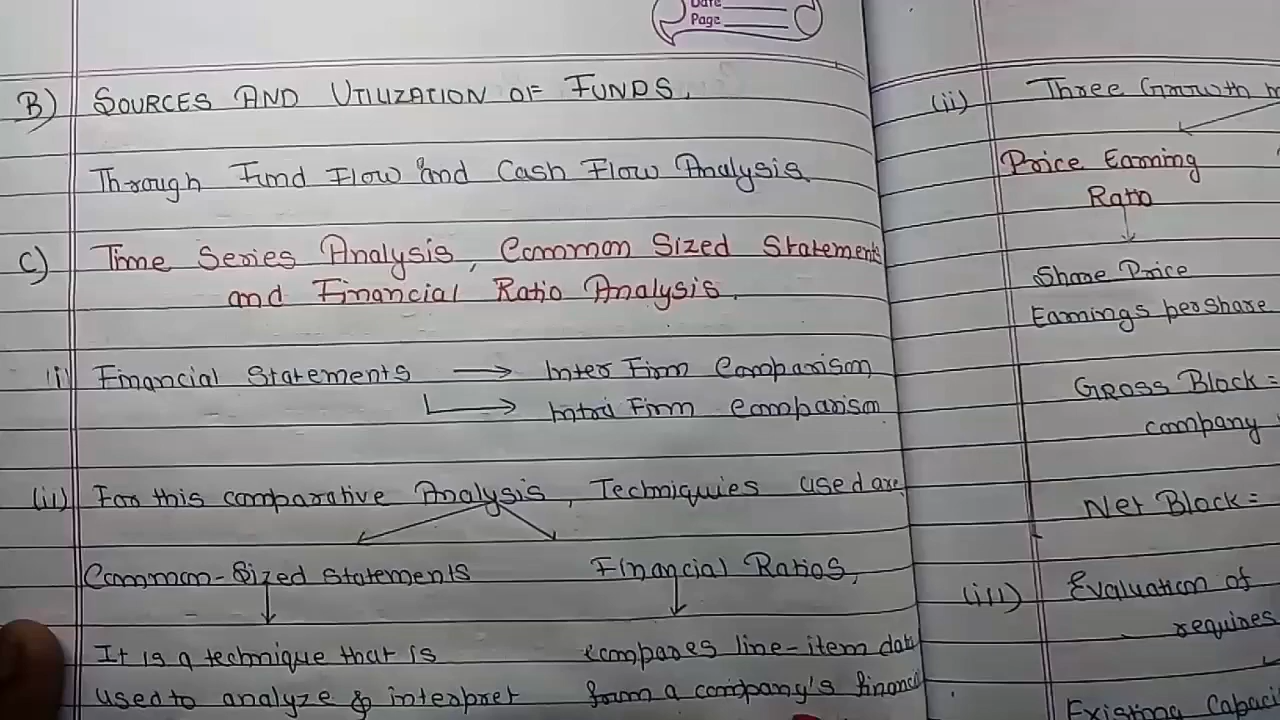 Date
Page
B) SOURCES AND UTILIZATION OF FUNDS.
Through Fund Flow and Cash Flow Analysis.
C) Time Series Analysis, Common Sized Statements
and Financial Ratio Analysis.
(i) Financial Statements → Inter Firm Comparison
→ Intra Firm Comparison
(ii) For this comparative Analysis, Techniquies used are
Common-Sized Statements
Financial Ratios,
It is a technique that is
used to analyze & interpret
compares line-item data
form a company's financi
(ii) Three Growth
Price Earning
Ratio
Share Price
Earnings per share
Gross Block =
company
Net Block =
(iii) Evaluation of
requires
Existing Capaci